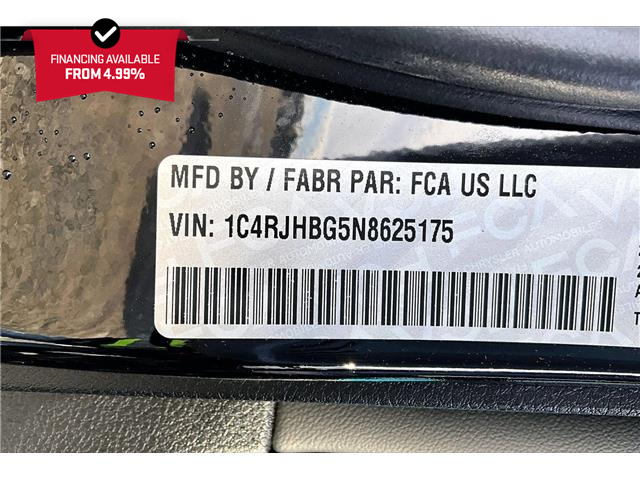 FINANCING AVAILABLE
FROM 4.99%
MFD BY / FABR PAR: FCA US LLC
VIN: 1C4RJHBG5N8625175